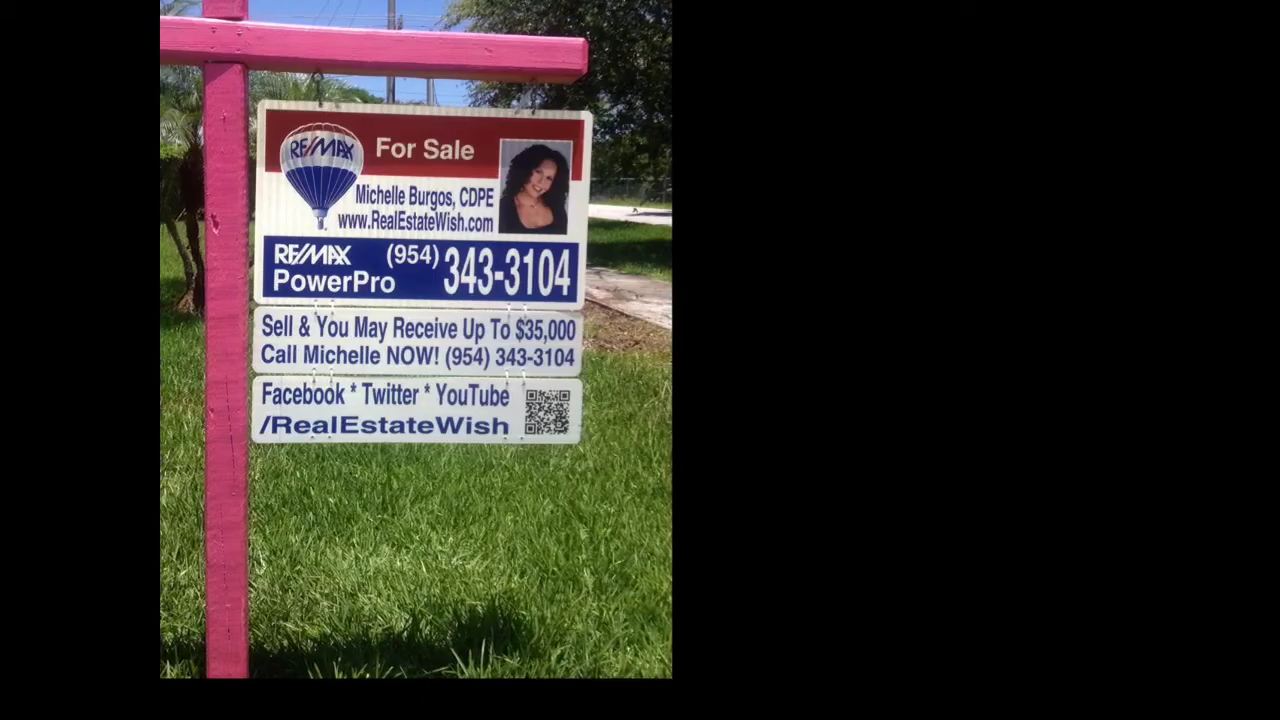 RE/MAX
For Sale
Michelle Burgos, CDPE
www.RealEstateWish.com
RE/MAX (954) 343-3104
PowerPro
Sell & You May Receive Up To $35,000
Call Michelle NOW! (954) 343-3104
Facebook * Twitter * YouTube
/RealEstateWish